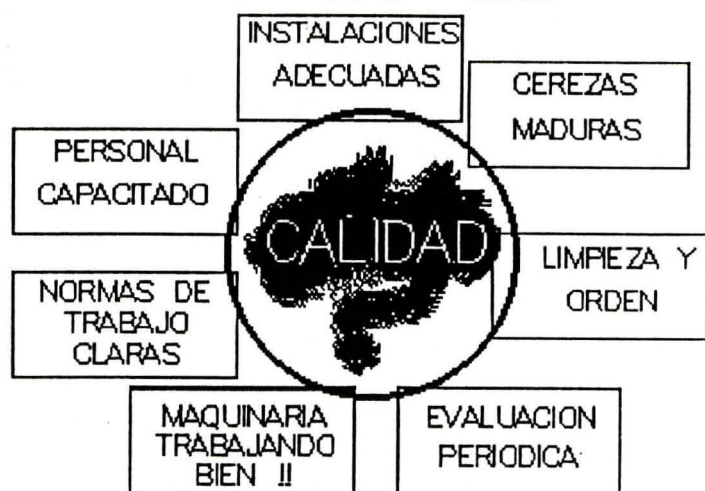 INSTALACIONES
ADECUADAS
CEREZAS
MADURAS
PERSONAL
CAPACITADO
CALIDAD
LIMPIEZA Y
ORDEN
NORMAS DE
TRABAJO
CLARAS
MAQUINARIA
TRABAJANDO
BIEN !!
EVALUACION
PERIODICA